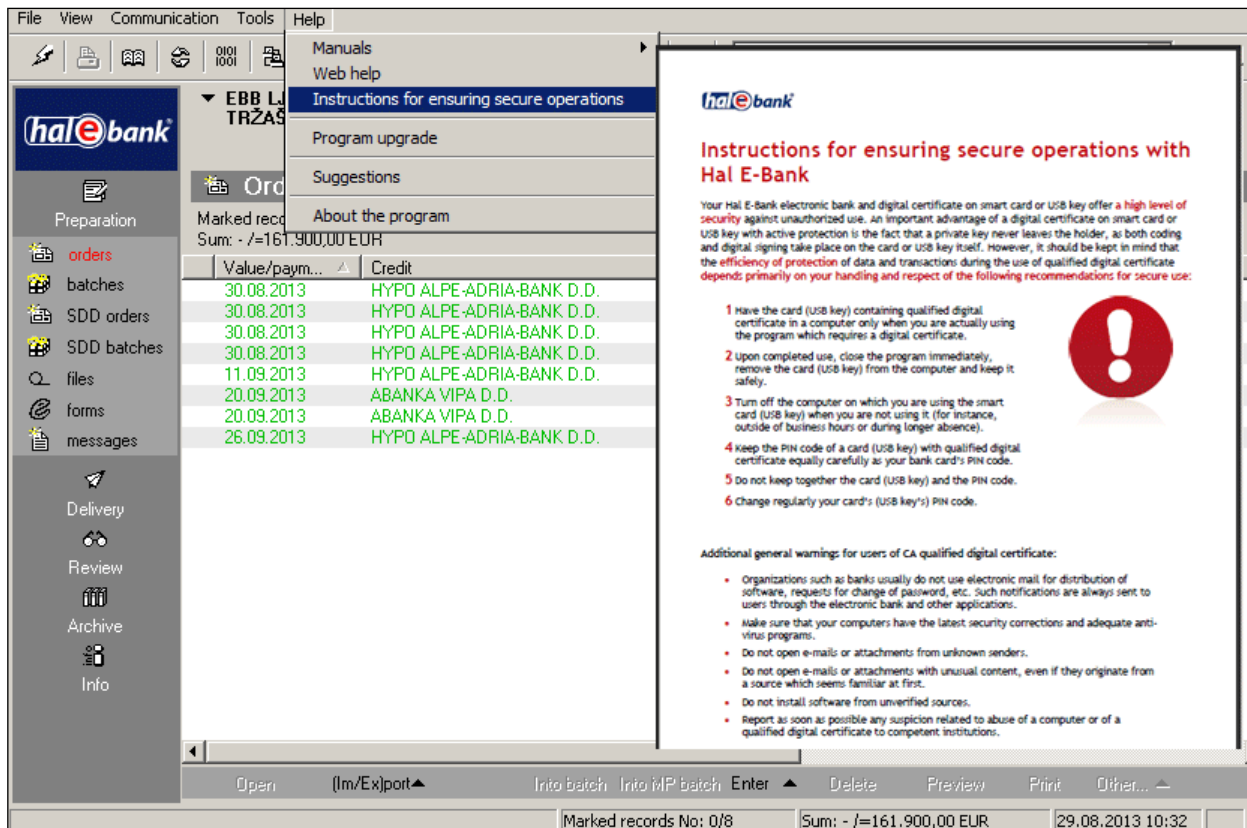 File View Communication Tools Help
Manuals
Web help
Instructions for ensuring secure operations
Program upgrade
Suggestions
About the program
hal e bank
EBB LJ
TRŽAŠ
Ord
Marked reco
Sum: - /=161.900,00 EUR
Preparation
orders
batches
SDD orders
SDD batches
files
forms
messages
Delivery
Review
Archive
Info
Value/paym... Credit
30.08.2013 HYPO ALPE-ADRIA-BANK D.D.
30.08.2013 HYPO ALPE-ADRIA-BANK D.D.
30.08.2013 HYPO ALPE-ADRIA-BANK D.D.
30.08.2013 HYPO ALPE-ADRIA-BANK D.D.
11.09.2013 HYPO ALPE-ADRIA-BANK D.D.
20.09.2013 ABANKA VIPA D.D.
20.09.2013 ABANKA VIPA D.D.
26.09.2013 HYPO ALPE-ADRIA-BANK D.D.
hal e bank
Instructions for ensuring secure operations with
Hal E-Bank
Your Hal E-Bank electronic bank and digital certificate on smart card or USB key offer a high level of
security against unauthorized use. An important advantage of a digital certificate on smart card or
USB key with active protection is the fact that a private key never leaves the holder, as both coding
and digital signing take place on the card or USB key itself. However, it should be kept in mind that
the efficiency of protection of data and transactions during the use of qualified digital certificate
depends primarily on your handling and respect of the following recommendations for secure use:
1 Have the card (USB key) containing qualified digital
certificate in a computer only when you are actually using
the program which requires a digital certificate.
2 Upon completed use, close the program immediately,
remove the card (USB key) from the computer and keep it
safely.
3 Turn off the computer on which you are using the smart
card (USB key) when you are not using it (for instance,
outside of business hours or during longer absence).
4 Keep the PIN code of a card (USB key) with qualified digital
certificate equally carefully as your bank card's PIN code.
5 Do not keep together the card (USB key) and the PIN code.
6 Change regularly your card's (USB key's) PIN code.
Additional general warnings for users of CA qualified digital certificate:
• Organizations such as banks usually do not use electronic mail for distribution of
software, requests for change of password, etc. Such notifications are always sent to
users through the electronic bank and other applications.
• Make sure that your computers have the latest security corrections and adequate anti-
virus programs.
• Do not open e-mails or attachments from unknown senders.
• Do not open e-mails or attachments with unusual content, even if they originate from
a source which seems familiar at first.
• Do not install software from unverified sources.
• Report as soon as possible any suspicion related to abuse of a computer or of a
qualified digital certificate to competent institutions.
Open (Im/Ex)port Into batch Into MP batch Enter Delete Preview Print Other...
Marked records No: 0/8 Sum: - /=161.900,00 EUR 29.08.2013 10:32